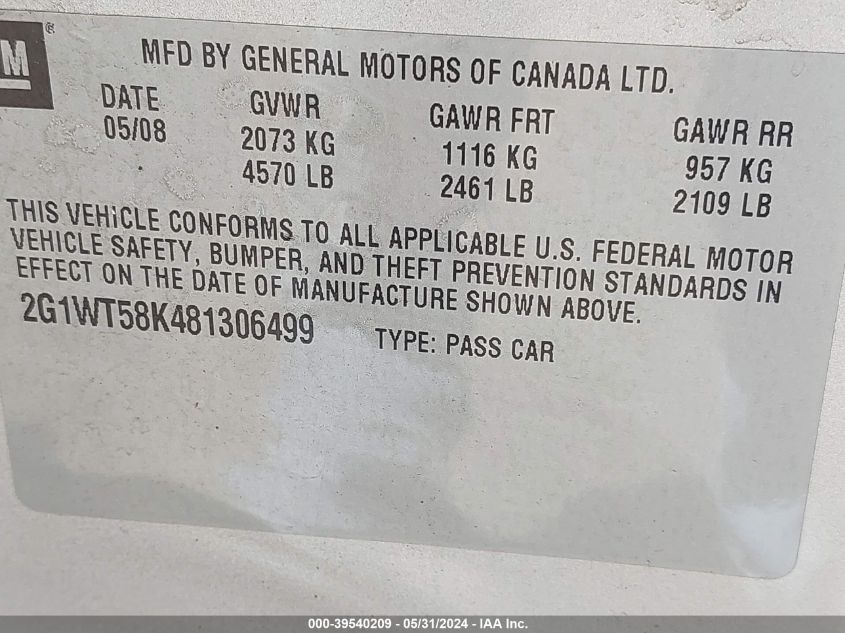 M ®
MFD BY GENERAL MOTORS OF CANADA LTD.
DATE GVWR GAWR FRT GAWR RR
05/08 2073 KG 1116 KG 957 KG
4570 LB 2461 LB 2109 LB
THIS VEHICLE CONFORMS TO ALL APPLICABLE U.S. FEDERAL MOTOR
VEHICLE SAFETY, BUMPER, AND THEFT PREVENTION STANDARDS IN
EFFECT ON THE DATE OF MANUFACTURE SHOWN ABOVE.
2G1WT58K481306499 TYPE: PASS CAR
000-39540209 - 05/31/2024 - IAA Inc.